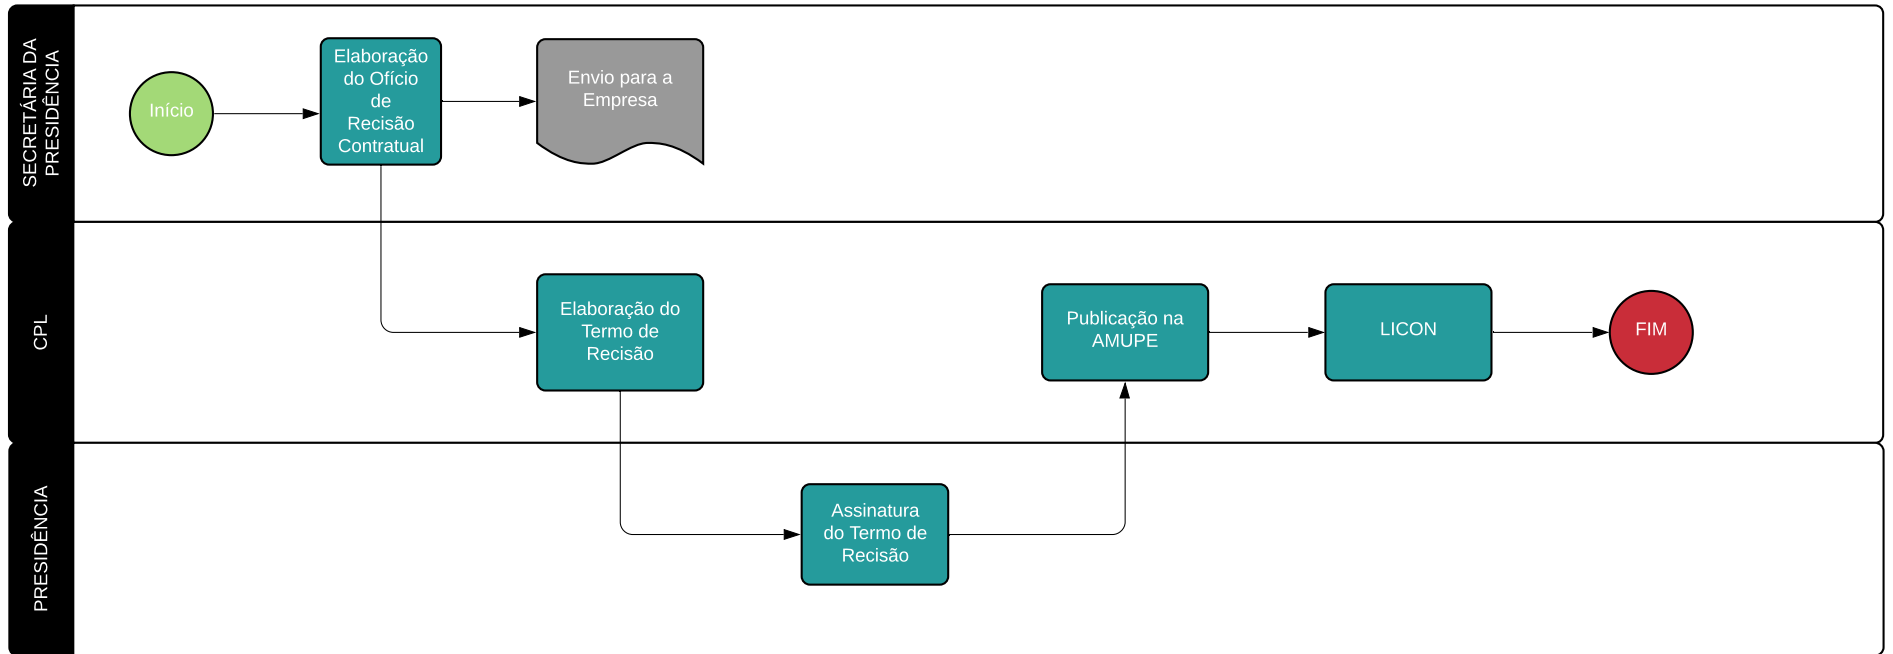 SECRETÁRIA DA
PRESIDÊNCIA
Início
Elaboração
do Ofício
de
Recisão
Contratual
Envio para a
Empresa
CPL
Elaboração do
Termo de
Recisão
Publicação na
AMUPE
LICON
FIM
PRESIDÊNCIA
Assinatura
do Termo de
Recisão